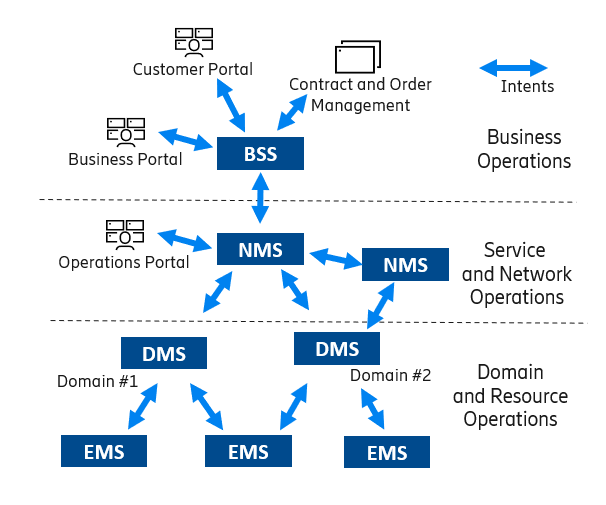 Customer Portal
Contract and Order
Management
Intents
Business Portal
BSS
Business
Operations
Operations Portal
NMS
NMS
Service
and Network
Operations
DMS
DMS
Domain #1
Domain #2
Domain
and Resource
Operations
EMS
EMS
EMS